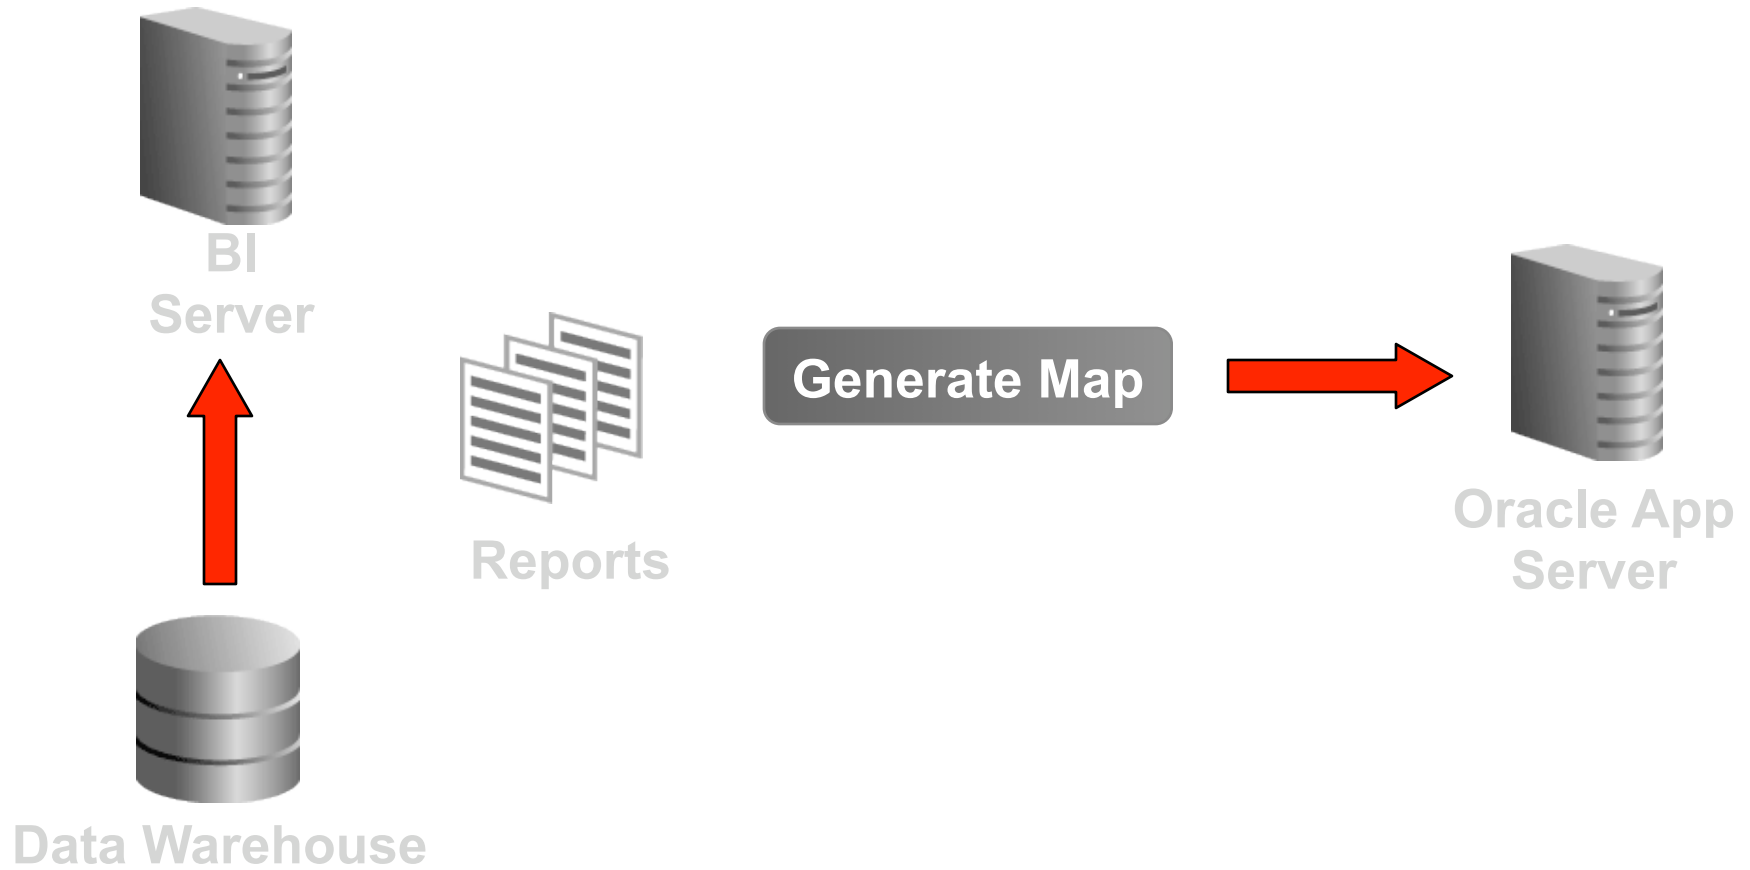 BI
Server
Reports
Generate Map
Oracle App
Server
Data Warehouse